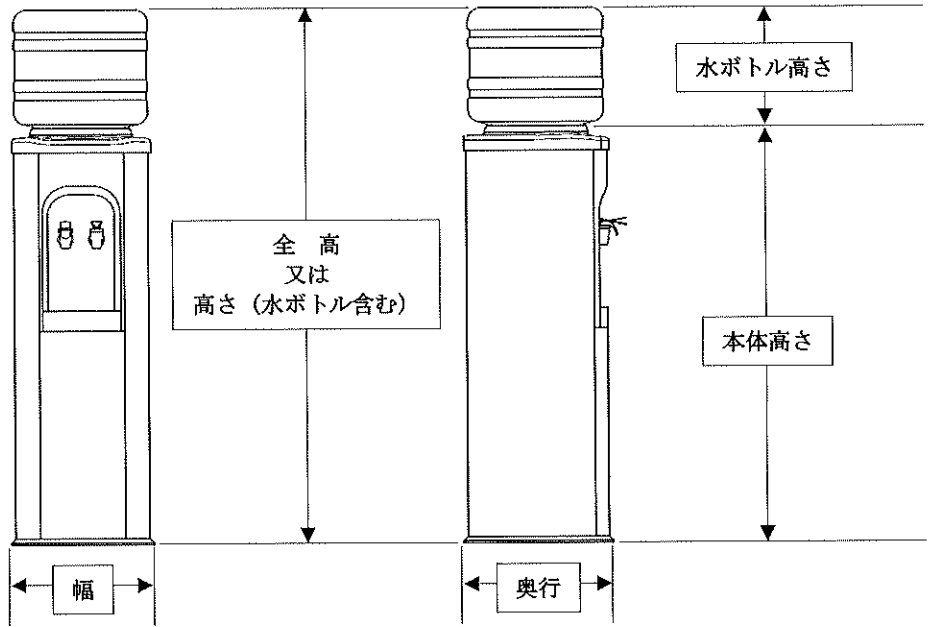 水ボトル高さ
全　高
又は
高さ（水ボトル含む）
本体高さ
幅
奥行